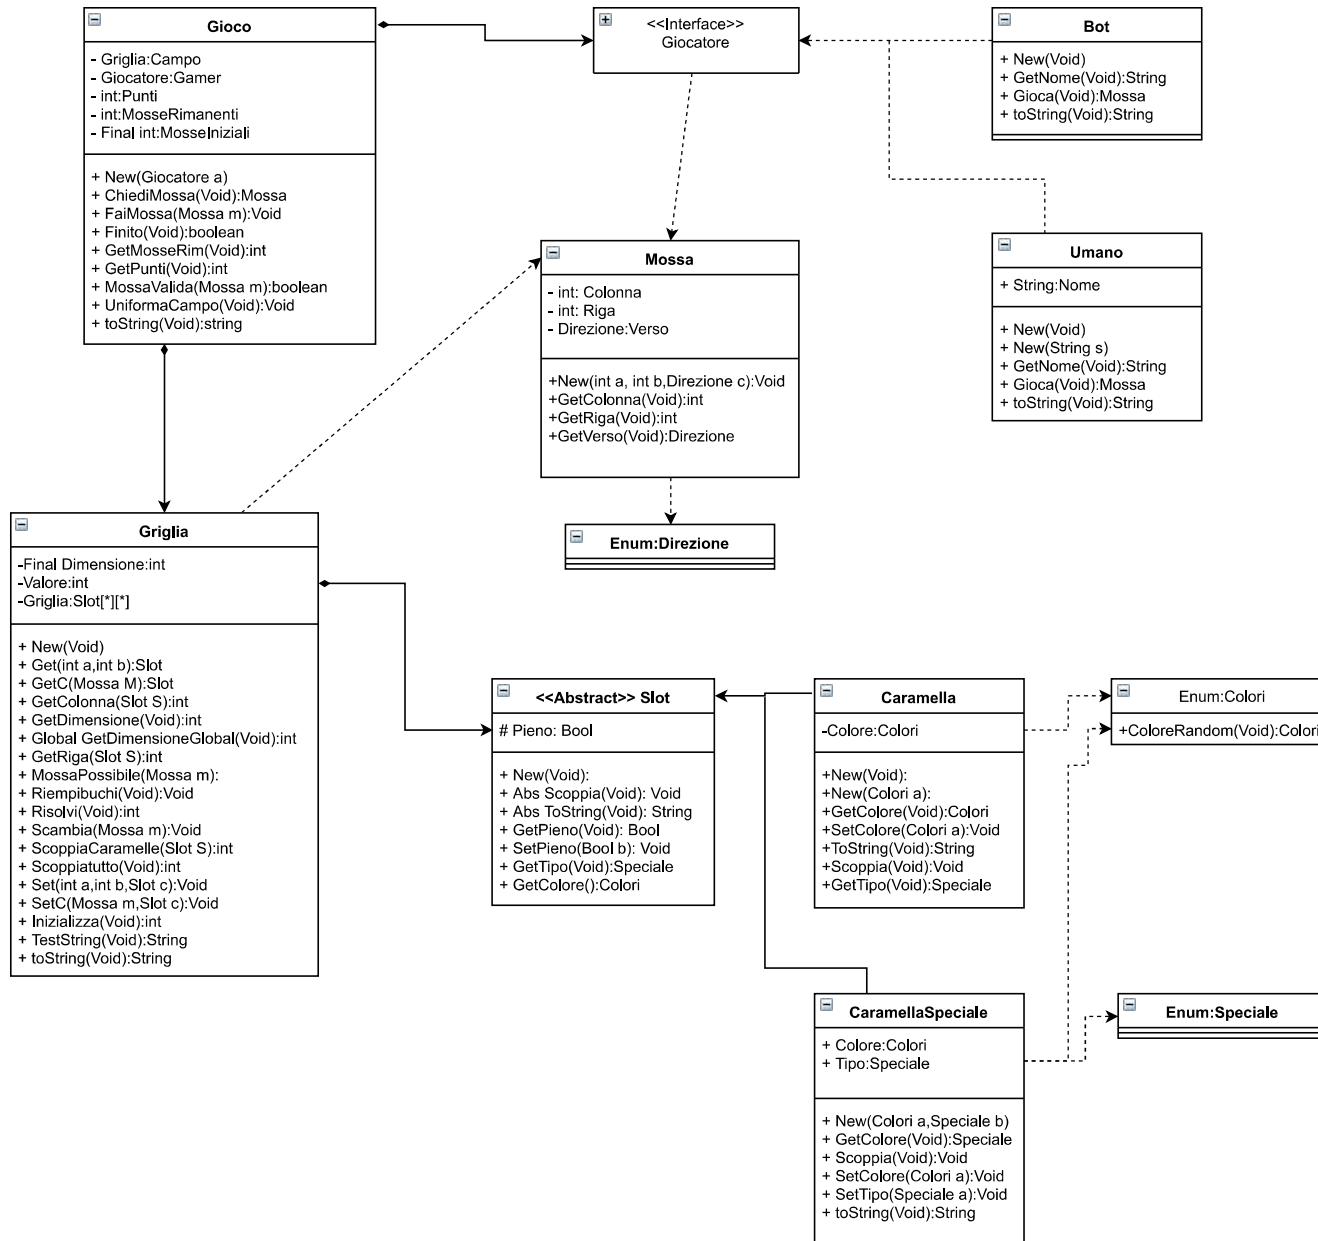 Gioco
- Griglia:Campo
- Giocatore:Gamer
- int:Punti
- int:MosseRimanenti
- Final int:MosseIniziali
+ New(Giocatore a)
+ ChiediMossa(Void):Mossa
+ FaiMossa(Mossa m):Void
+ Finito(Void):boolean
+ GetMosseRim(Void):int
+ GetPunti(Void):int
+ MossaValida(Mossa m):boolean
+ UniformaCampo(Void):Void
+ toString(Void):string
<<Interface>>
Giocatore
Bot
+ New(Void)
+ GetNome(Void):String
+ Gioca(Void):Mossa
+ toString(Void):String
Mossa
- int: Colonna
- int: Riga
- Direzione:Verso
+New(int a, int b,Direzione c):Void
+GetColonna(Void):int
+GetRiga(Void):int
+GetVerso(Void):Direzione
Umano
+ String:Nome
+ New(Void)
+ New(String s)
+ GetNome(Void):String
+ Gioca(Void):Mossa
+ toString(Void):String
Enum:Direzione
Griglia
-Final Dimensione:int
-Valore:int
-Griglia:Slot[*][*]
+ New(Void)
+ Get(int a,int b):Slot
+ GetC(Mossa M):Slot
+ GetColonna(Slot S):int
+ GetDimensione(Void):int
+ Global GetDimensioneGlobal(Void):int
+ GetRiga(Slot S):int
+ MossaPossibile(Mossa m):
+ Riempibuchi(Void):Void
+ Risolvi(Void):int
+ Scambia(Mossa m):Void
+ ScoppiaCaramelle(Slot S):int
+ Scoppiatutto(Void):int
+ Set(int a,int b,Slot c):Void
+ SetC(Mossa m,Slot c):Void
+ Inizializza(Void):int
+ TestString(Void):String
+ toString(Void):String
<<Abstract>> Slot
# Pieno: Bool
+ New(Void):
+ Abs Scoppia(Void): Void
+ Abs ToString(Void): String
+ GetPieno(Void): Bool
+ SetPieno(Bool b): Void
+ GetTipo(Void):Speciale
+ GetColore():Colori
Caramella
-Colore:Colori
+New(Void):
+New(Colori a):
+GetColore(Void):Colori
+SetColore(Colori a):Void
+ToString(Void):String
+Scoppia(Void):Void
+GetTipo(Void):Speciale
Enum:Colori
+ColoreRandom(Void):Colori
CaramellaSpeciale
+ Colore:Colori
+ Tipo:Speciale
+ New(Colori a,Speciale b)
+ GetColore(Void):Speciale
+ Scoppia(Void):Void
+ SetColore(Colori a):Void
+ SetTipo(Speciale a):Void
+ toString(Void):String
Enum:Speciale